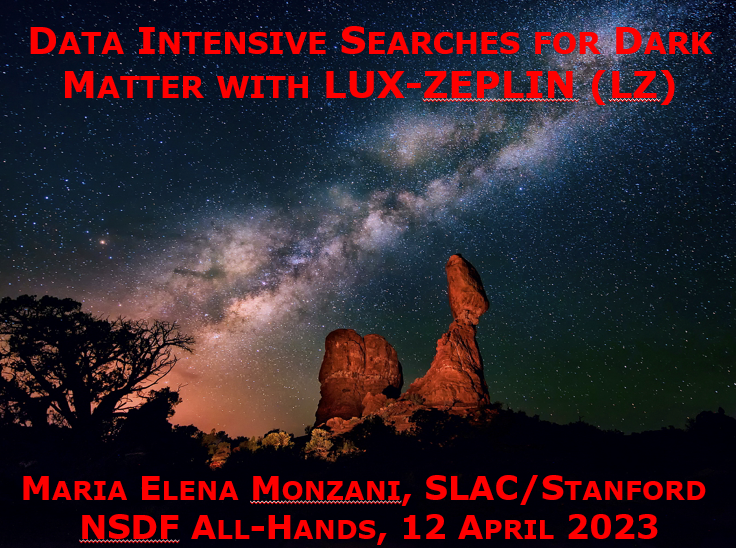 Data Intensive Searches for Dark
Matter with LUX-ZEPLIN (LZ)
Maria Elena Monzani, SLAC/Stanford
NSDF All-Hands, 12 April 2023